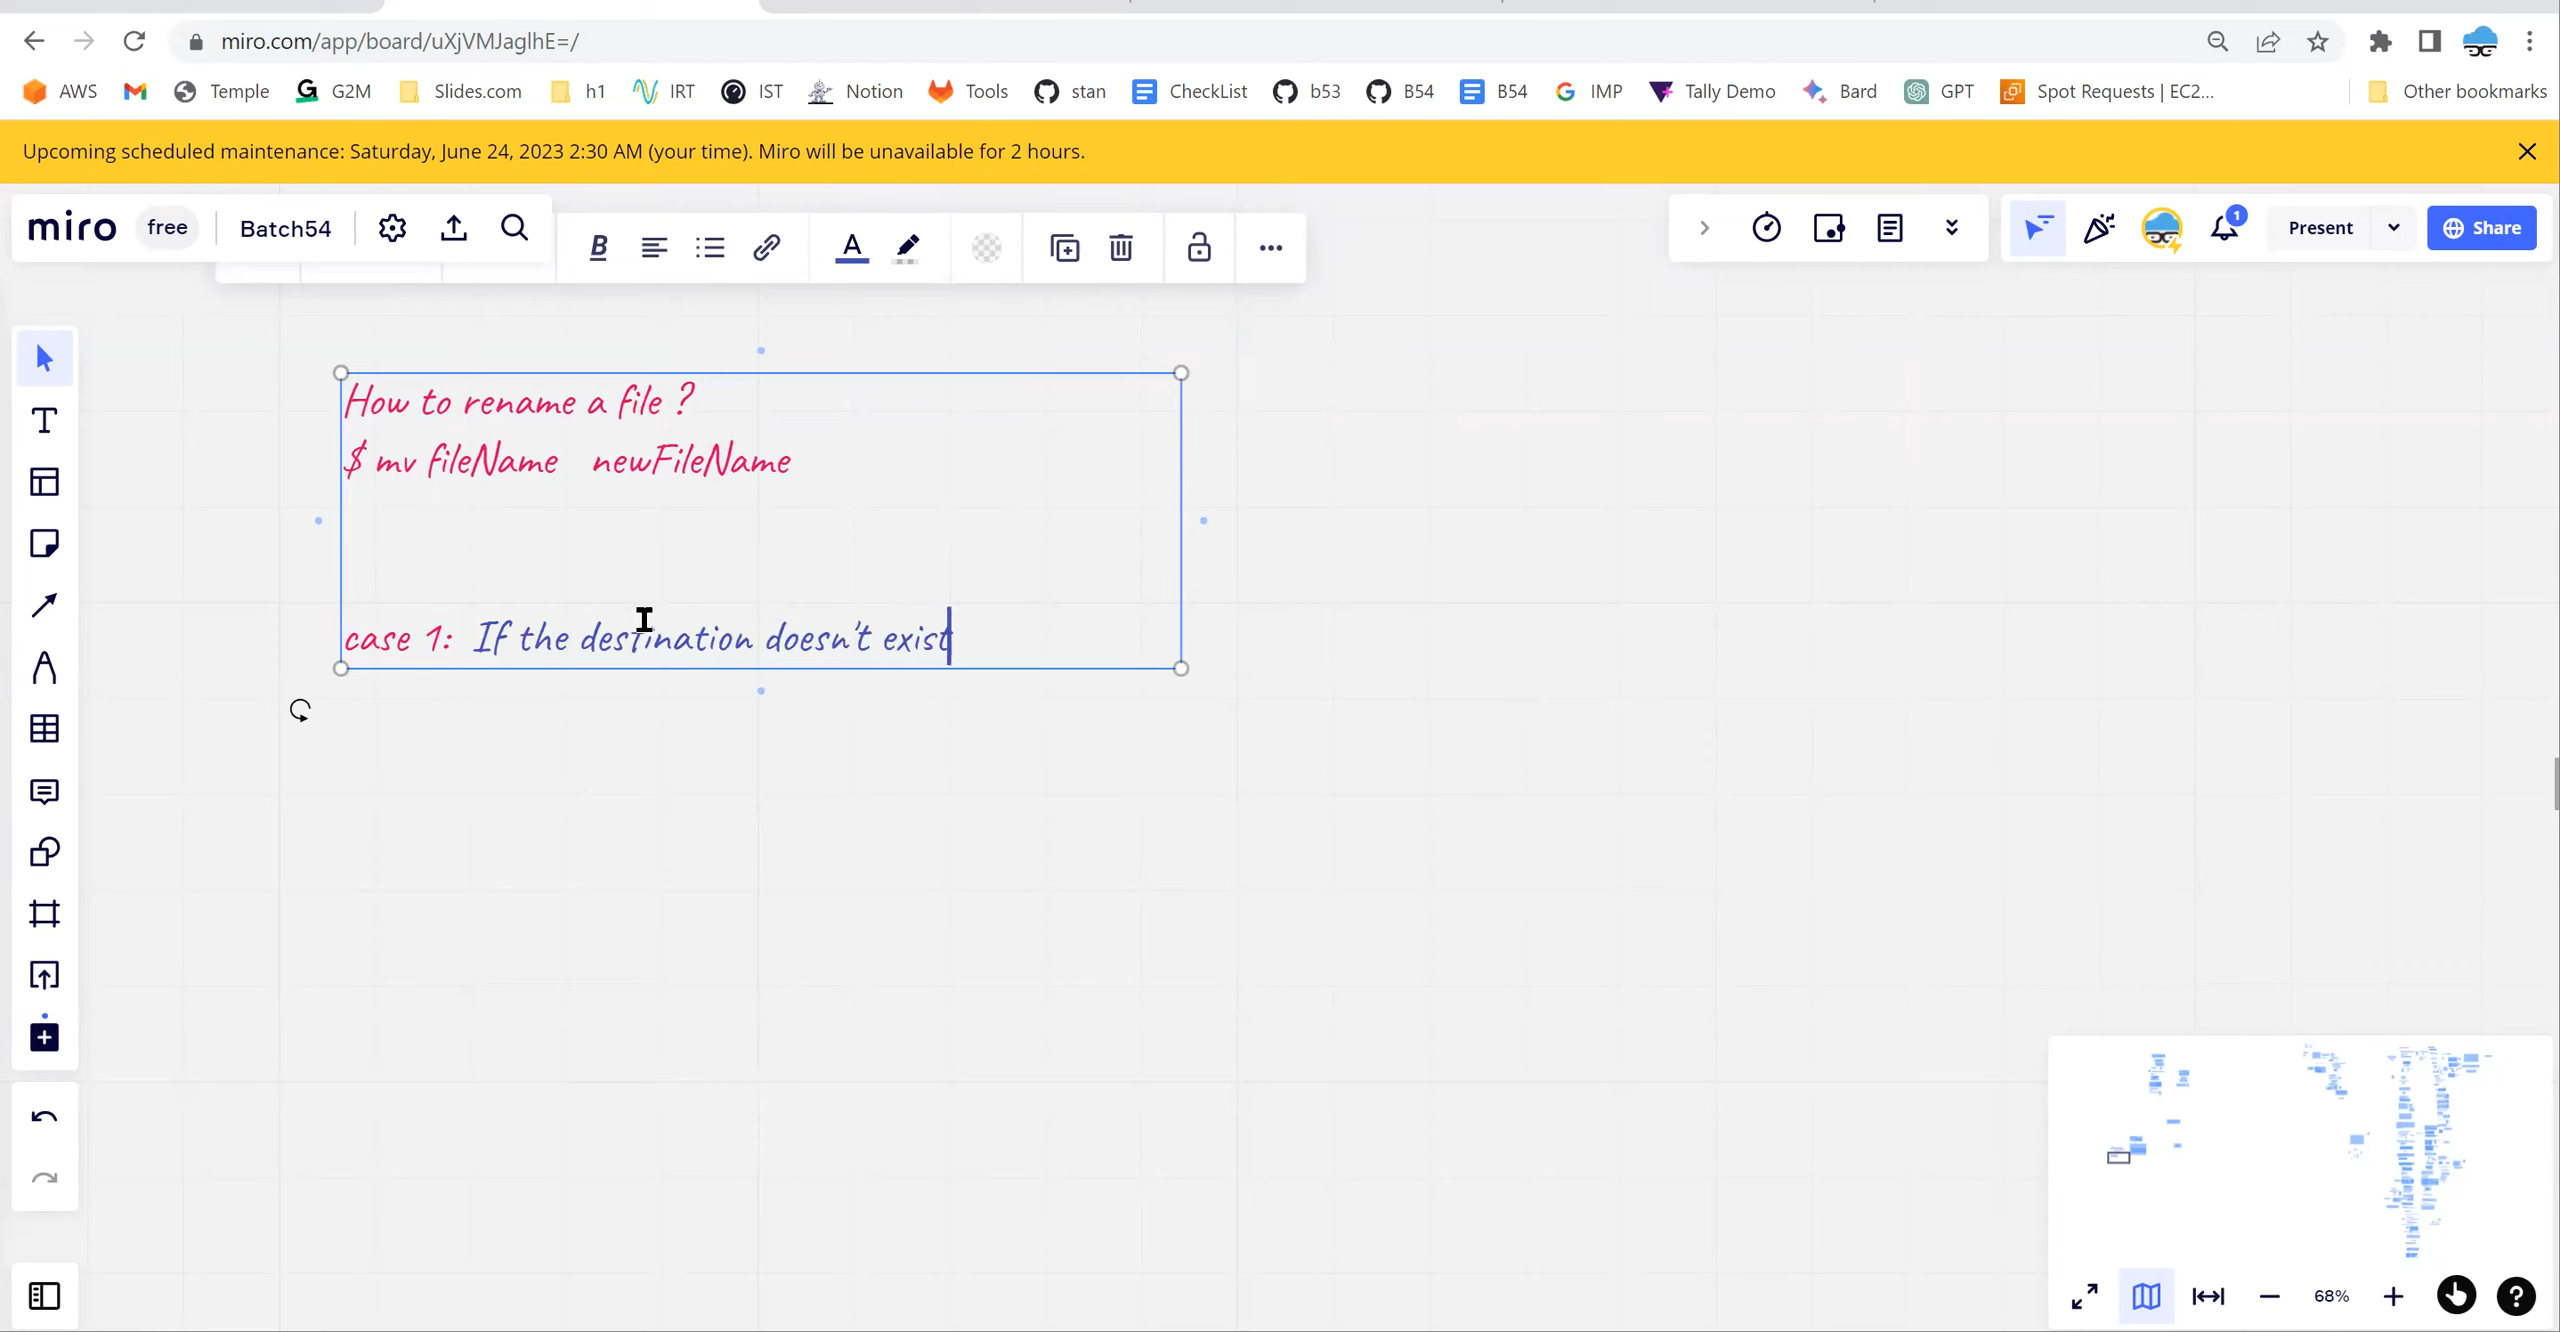 miro.com/app/board/uXjVMJaglhE=/
AWS Temple G2M Slides.com h1 IRT IST Notion Tools stan CheckList b53 B54 B54 IMP Tally Demo Bard GPT Spot Requests | EC2... Other bookmarks
Upcoming scheduled maintenance: Saturday, June 24, 2023 2:30 AM (your time). Miro will be unavailable for 2 hours.
miro free Batch54 1 Present Share
How to rename a file ?
$ mv fileName newFileName
case 1: If the destination doesn't exist
68%